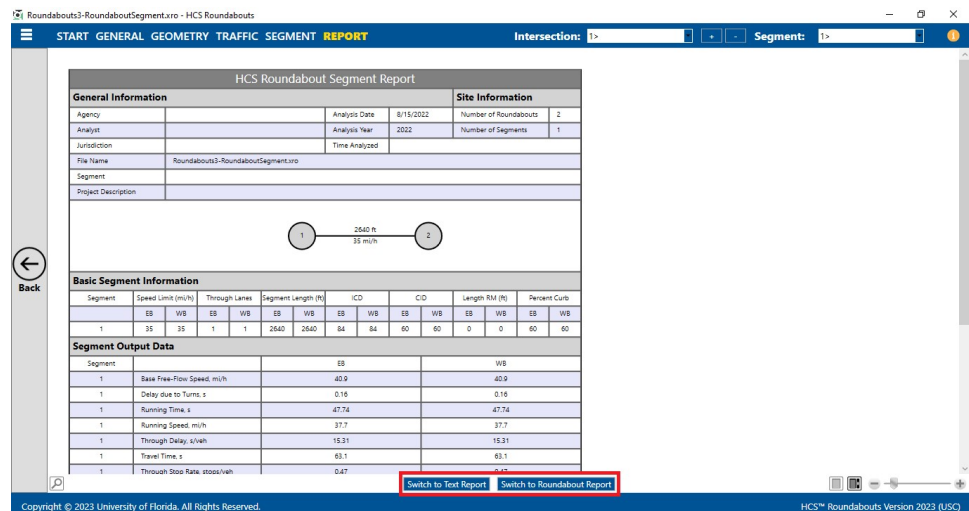 Roundabouts3-RoundaboutSegment.xro - HCS Roundabouts
START GENERAL GEOMETRY TRAFFIC SEGMENT REPORT Intersection: 1> + - Segment: 1>
HCS Roundabout Segment Report
General Information Site Information
Agency Analysis Date 8/15/2022 Number of Roundabouts 2
Analyst Analysis Year 2022 Number of Segments 1
Jurisdiction Time Analyzed
File Name Roundabouts3-RoundaboutSegment.xro
Segment
Project Description
1 2640 ft 2
35 mi/h
Back
Basic Segment Information
Segment Speed Limit (mi/h) Through Lanes Segment Length (ft) ICD CID Length RM (ft) Percent Curb
EB WB EB WB EB WB EB WB EB WB EB WB EB WB
1 35 35 1 1 2640 2640 84 84 60 60 0 0 60 60
Segment Output Data
Segment EB WB
1 Base Free-Flow Speed, mi/h 40.9 40.9
1 Delay due to Turns, s 0.16 0.16
1 Running Time, s 47.74 47.74
1 Running Speed, mi/h 37.7 37.7
1 Through Delay, s/veh 15.31 15.31
1 Travel Time, s 63.1 63.1
1 Through Stop Rate, stops/veh 0.47 0.47
Switch to Text Report Switch to Roundabout Report
Copyright © 2023 University of Florida. All Rights Reserved. HCS™ Roundabouts Version 2023 (USC)